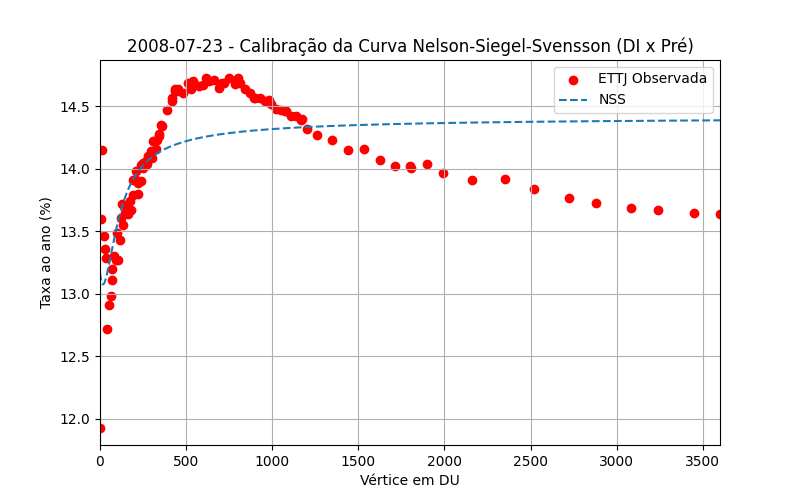 2008-07-23 - Calibração da Curva Nelson-Siegel-Svensson (DI x Pré)
ETTJ Observada
NSS
Taxa ao ano (%)
14.5
14.0
13.5
13.0
12.5
12.0
0 500 1000 1500 2000 2500 3000 3500
Vértice em DU